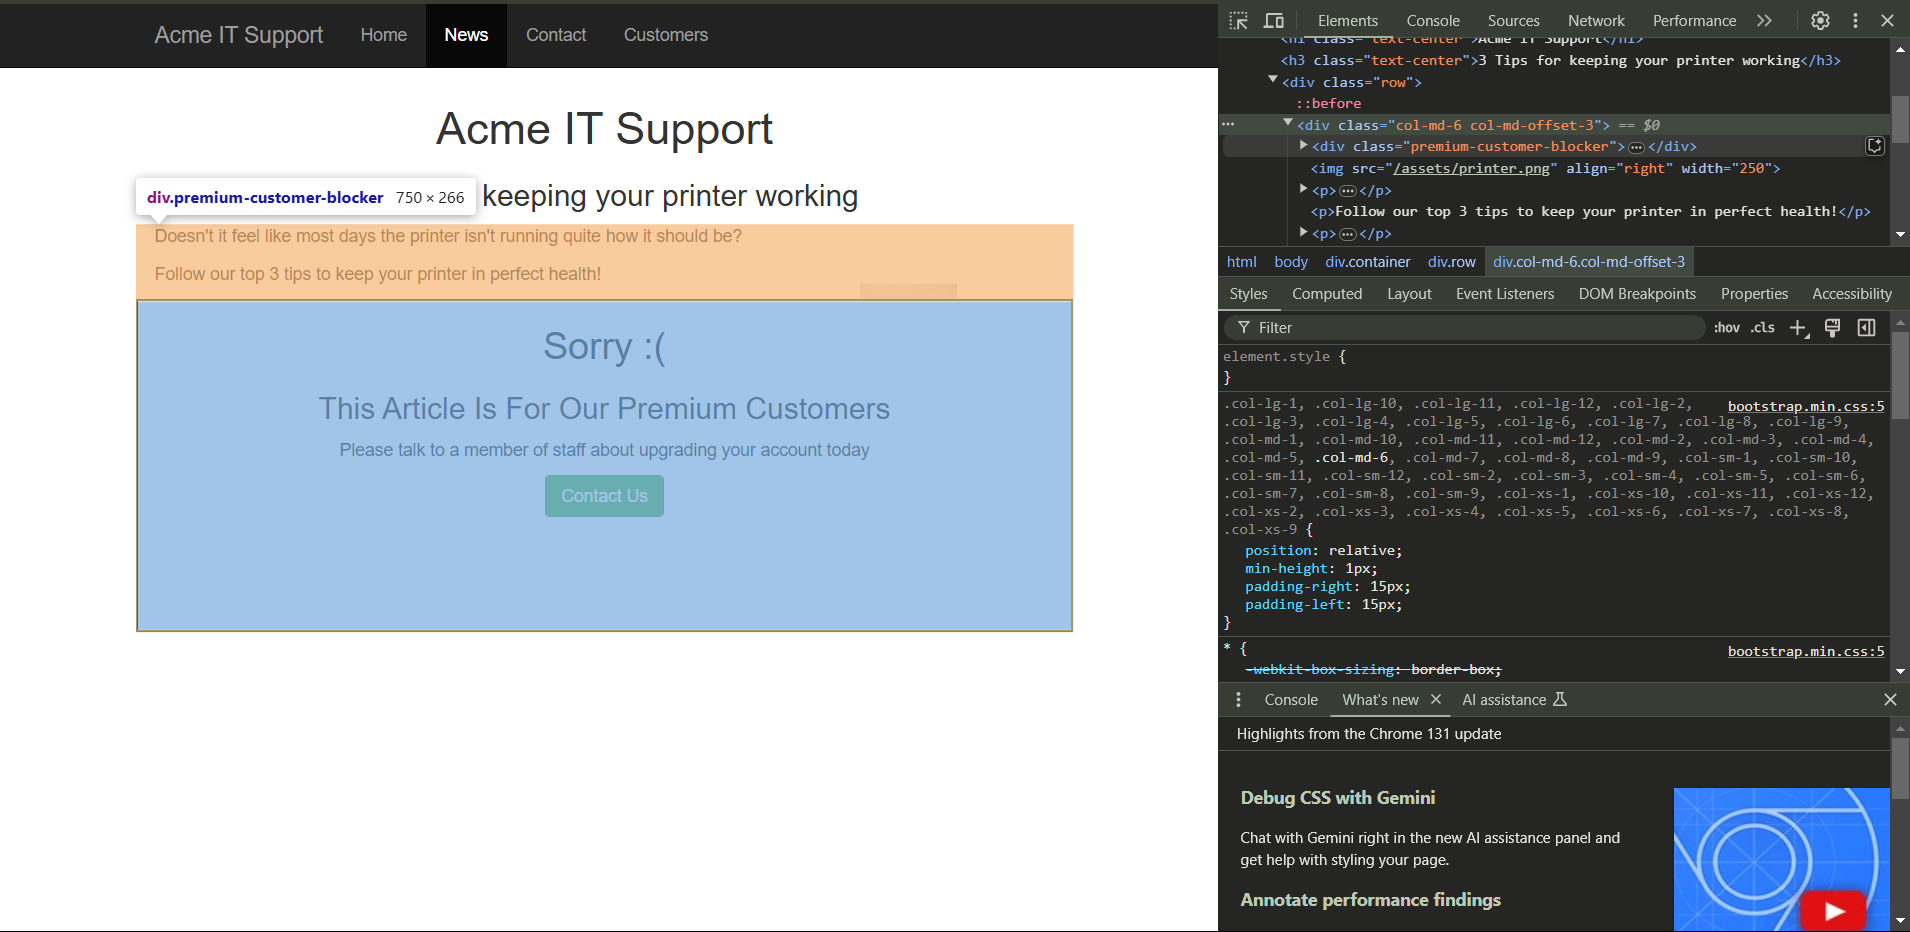 Acme IT Support Home News Contact Customers
Acme IT Support
div.premium-customer-blocker 750 × 266 keeping your printer working
Doesn't it feel like most days the printer isn't running quite how it should be?
Follow our top 3 tips to keep your printer in perfect health!
Sorry :(
This Article Is For Our Premium Customers
Please talk to a member of staff about upgrading your account today
Contact Us
Elements Console Sources Network Performance
<h1 class="text-center">Acme IT Support</h1>
<h3 class="text-center">3 Tips for keeping your printer working</h3>
<div class="row">
::before
<div class="col-md-6 col-md-offset-3"> == $0
<div class="premium-customer-blocker">…</div>
<img src="/assets/printer.png" align="right" width="250">
<p>…</p>
<p>Follow our top 3 tips to keep your printer in perfect health!</p>
<p>…</p>
html body div.container div.row div.col-md-6.col-md-offset-3
Styles Computed Layout Event Listeners DOM Breakpoints Properties Accessibility
Filter :hov .cls
element.style {
}
.col-lg-1, .col-lg-10, .col-lg-11, .col-lg-12, .col-lg-2, bootstrap.min.css:5
.col-lg-3, .col-lg-4, .col-lg-5, .col-lg-6, .col-lg-7, .col-lg-8, .col-lg-9,
.col-md-1, .col-md-10, .col-md-11, .col-md-12, .col-md-2, .col-md-3, .col-md-4,
.col-md-5, .col-md-6, .col-md-7, .col-md-8, .col-md-9, .col-sm-1, .col-sm-10,
.col-sm-11, .col-sm-12, .col-sm-2, .col-sm-3, .col-sm-4, .col-sm-5, .col-sm-6,
.col-sm-7, .col-sm-8, .col-sm-9, .col-xs-1, .col-xs-10, .col-xs-11, .col-xs-12,
.col-xs-2, .col-xs-3, .col-xs-4, .col-xs-5, .col-xs-6, .col-xs-7, .col-xs-8,
.col-xs-9 {
position: relative;
min-height: 1px;
padding-right: 15px;
padding-left: 15px;
}
* { bootstrap.min.css:5
-webkit-box-sizing: border-box;
Console What's new AI assistance
Highlights from the Chrome 131 update
Debug CSS with Gemini
Chat with Gemini right in the new AI assistance panel and
get help with styling your page.
Annotate performance findings